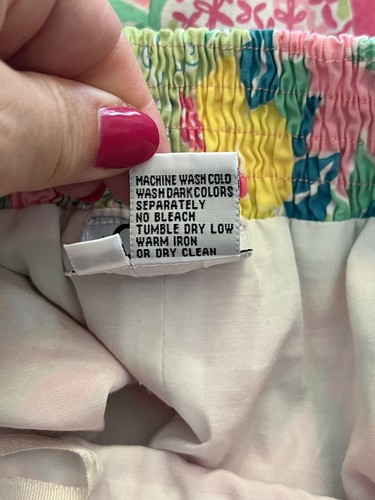 MACHINE WASH COLD
WASH DARK COLORS
SEPARATELY
NO BLEACH
TUMBLE DRY LOW
WARM IRON
OR DRY CLEAN